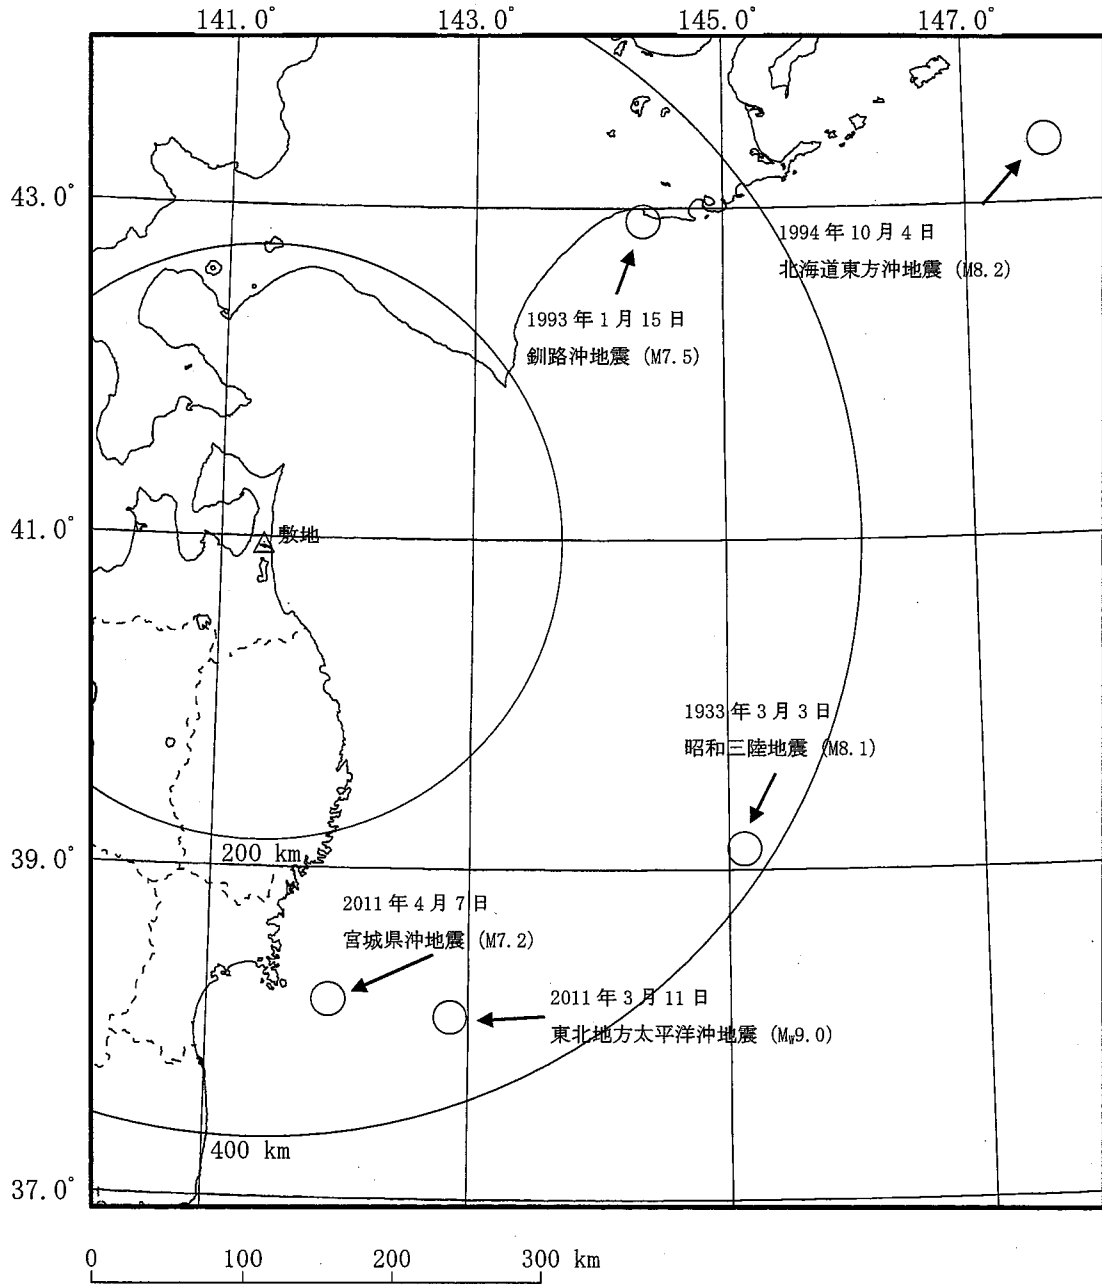 141.0°
143.0°
145.0°
147.0°
43.0°
1994年10月4日
北海道東方沖地震 (M8.2)
1993年1月15日
釧路沖地震 (M7.5)
41.0°
敷地
1933年3月3日
昭和三陸地震 (M8.1)
39.0°
200 km
2011年4月7日
宮城県沖地震 (M7.2)
2011年3月11日
東北地方太平洋沖地震 (Mw9.0)
400 km
37.0°
0 100 200 300 km